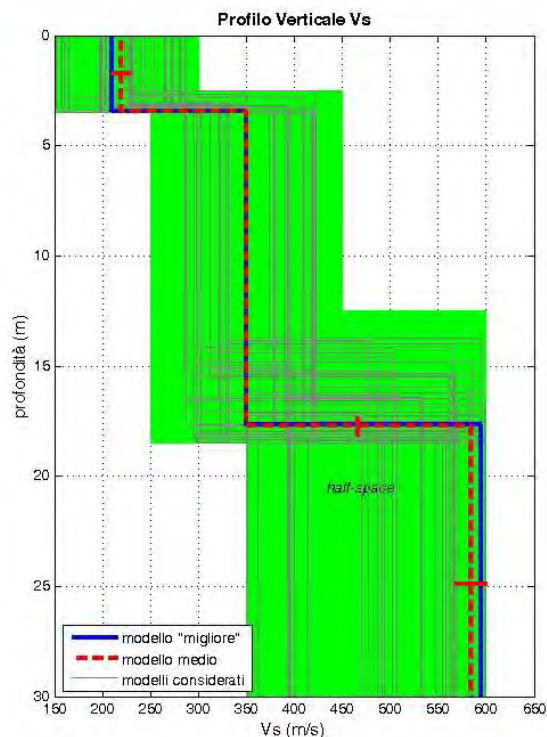 Profilo Verticale Vs
0
5
10
15
20
25
30
profondità (m)
half-space
modello "migliore"
modello medio
modelli considerati
150 200 250 300 350 400 450 500 550 600 650
Vs (m/s)